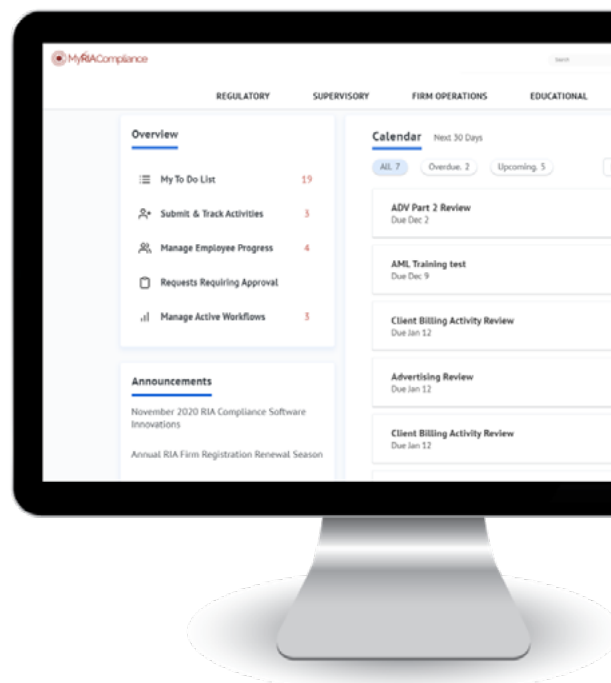 MyRIACompliance
Search
REGULATORY SUPERVISORY FIRM OPERATIONS EDUCATIONAL
Overview
My To Do List 19
Submit & Track Activities 3
Manage Employee Progress 4
Requests Requiring Approval
Manage Active Workflows 3
Announcements
November 2020 RIA Compliance Software
Innovations
Annual RIA Firm Registration Renewal Season
Calendar Next 30 Days
All. 7 Overdue. 2 Upcoming. 5
ADV Part 2 Review
Due Dec 2
AML Training test
Due Dec 9
Client Billing Activity Review
Due Jan 12
Advertising Review
Due Jan 12
Client Billing Activity Review
Due Jan 12